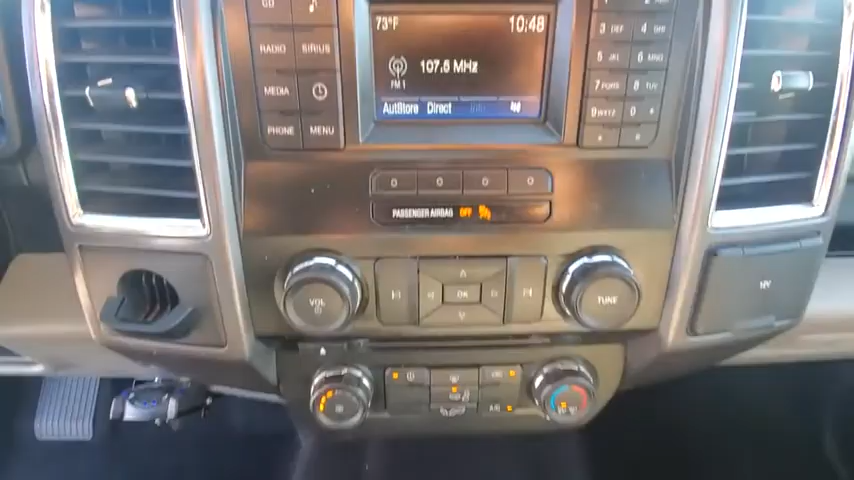 CD
73°F 10:48
RADIO SIRIUS
107.5 MHz
FM 1
MEDIA
AutoStore Direct
PHONE MENU
3 DEF 4 GHI
5 JKL 6 MNO
7 PQRS 8 TUV
9 WXYZ 0
PASSENGER AIRBAG OFF
VOL
OK
TUNE
12V
A/C